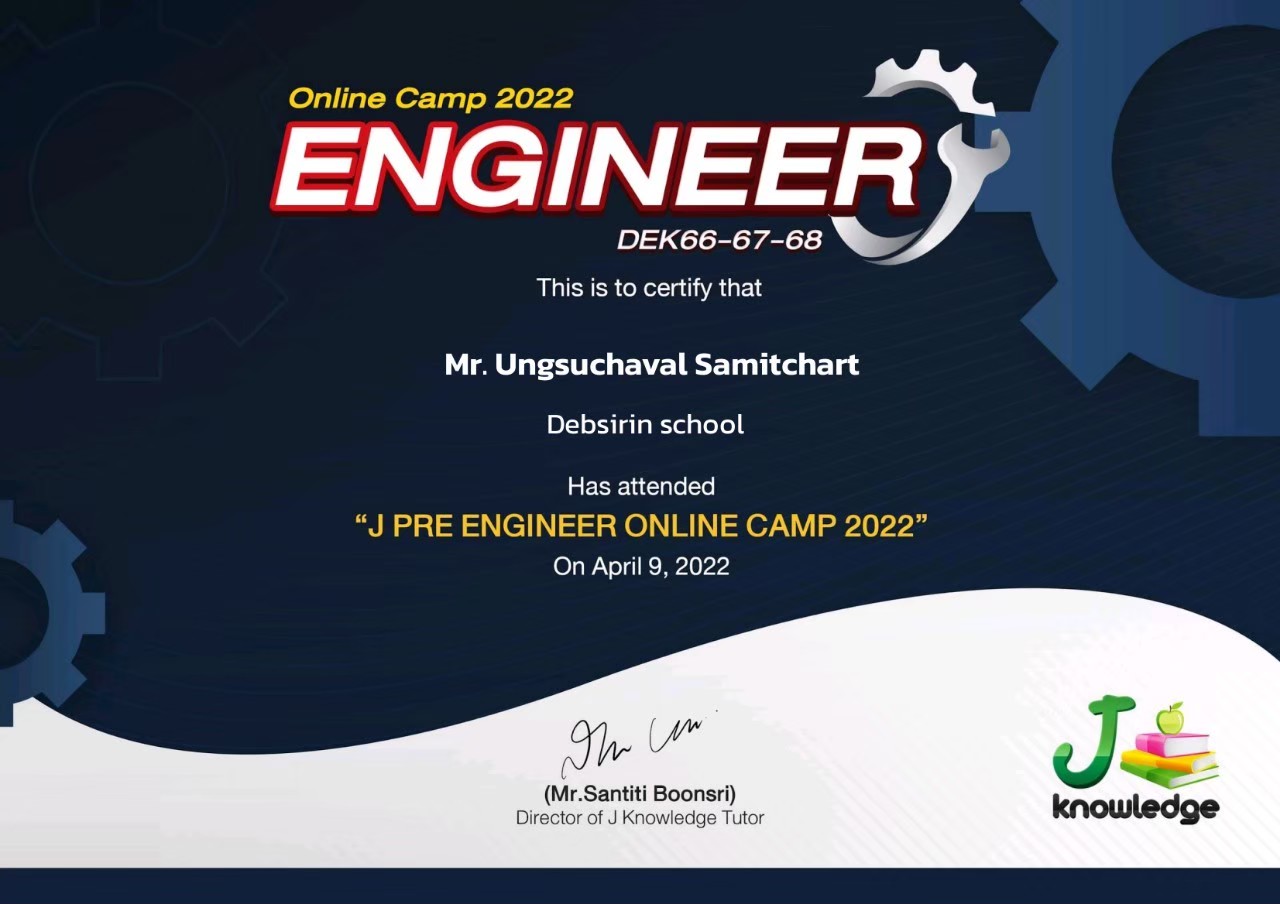 Online Camp 2022
ENGINEER
DEK66-67-68
This is to certify that
Mr. Ungsuchaval Samitchart
Debsirin school
Has attended
“J PRE ENGINEER ONLINE CAMP 2022”
On April 9, 2022
(Mr.Santiti Boonsri)
Director of J Knowledge Tutor
J
knowledge